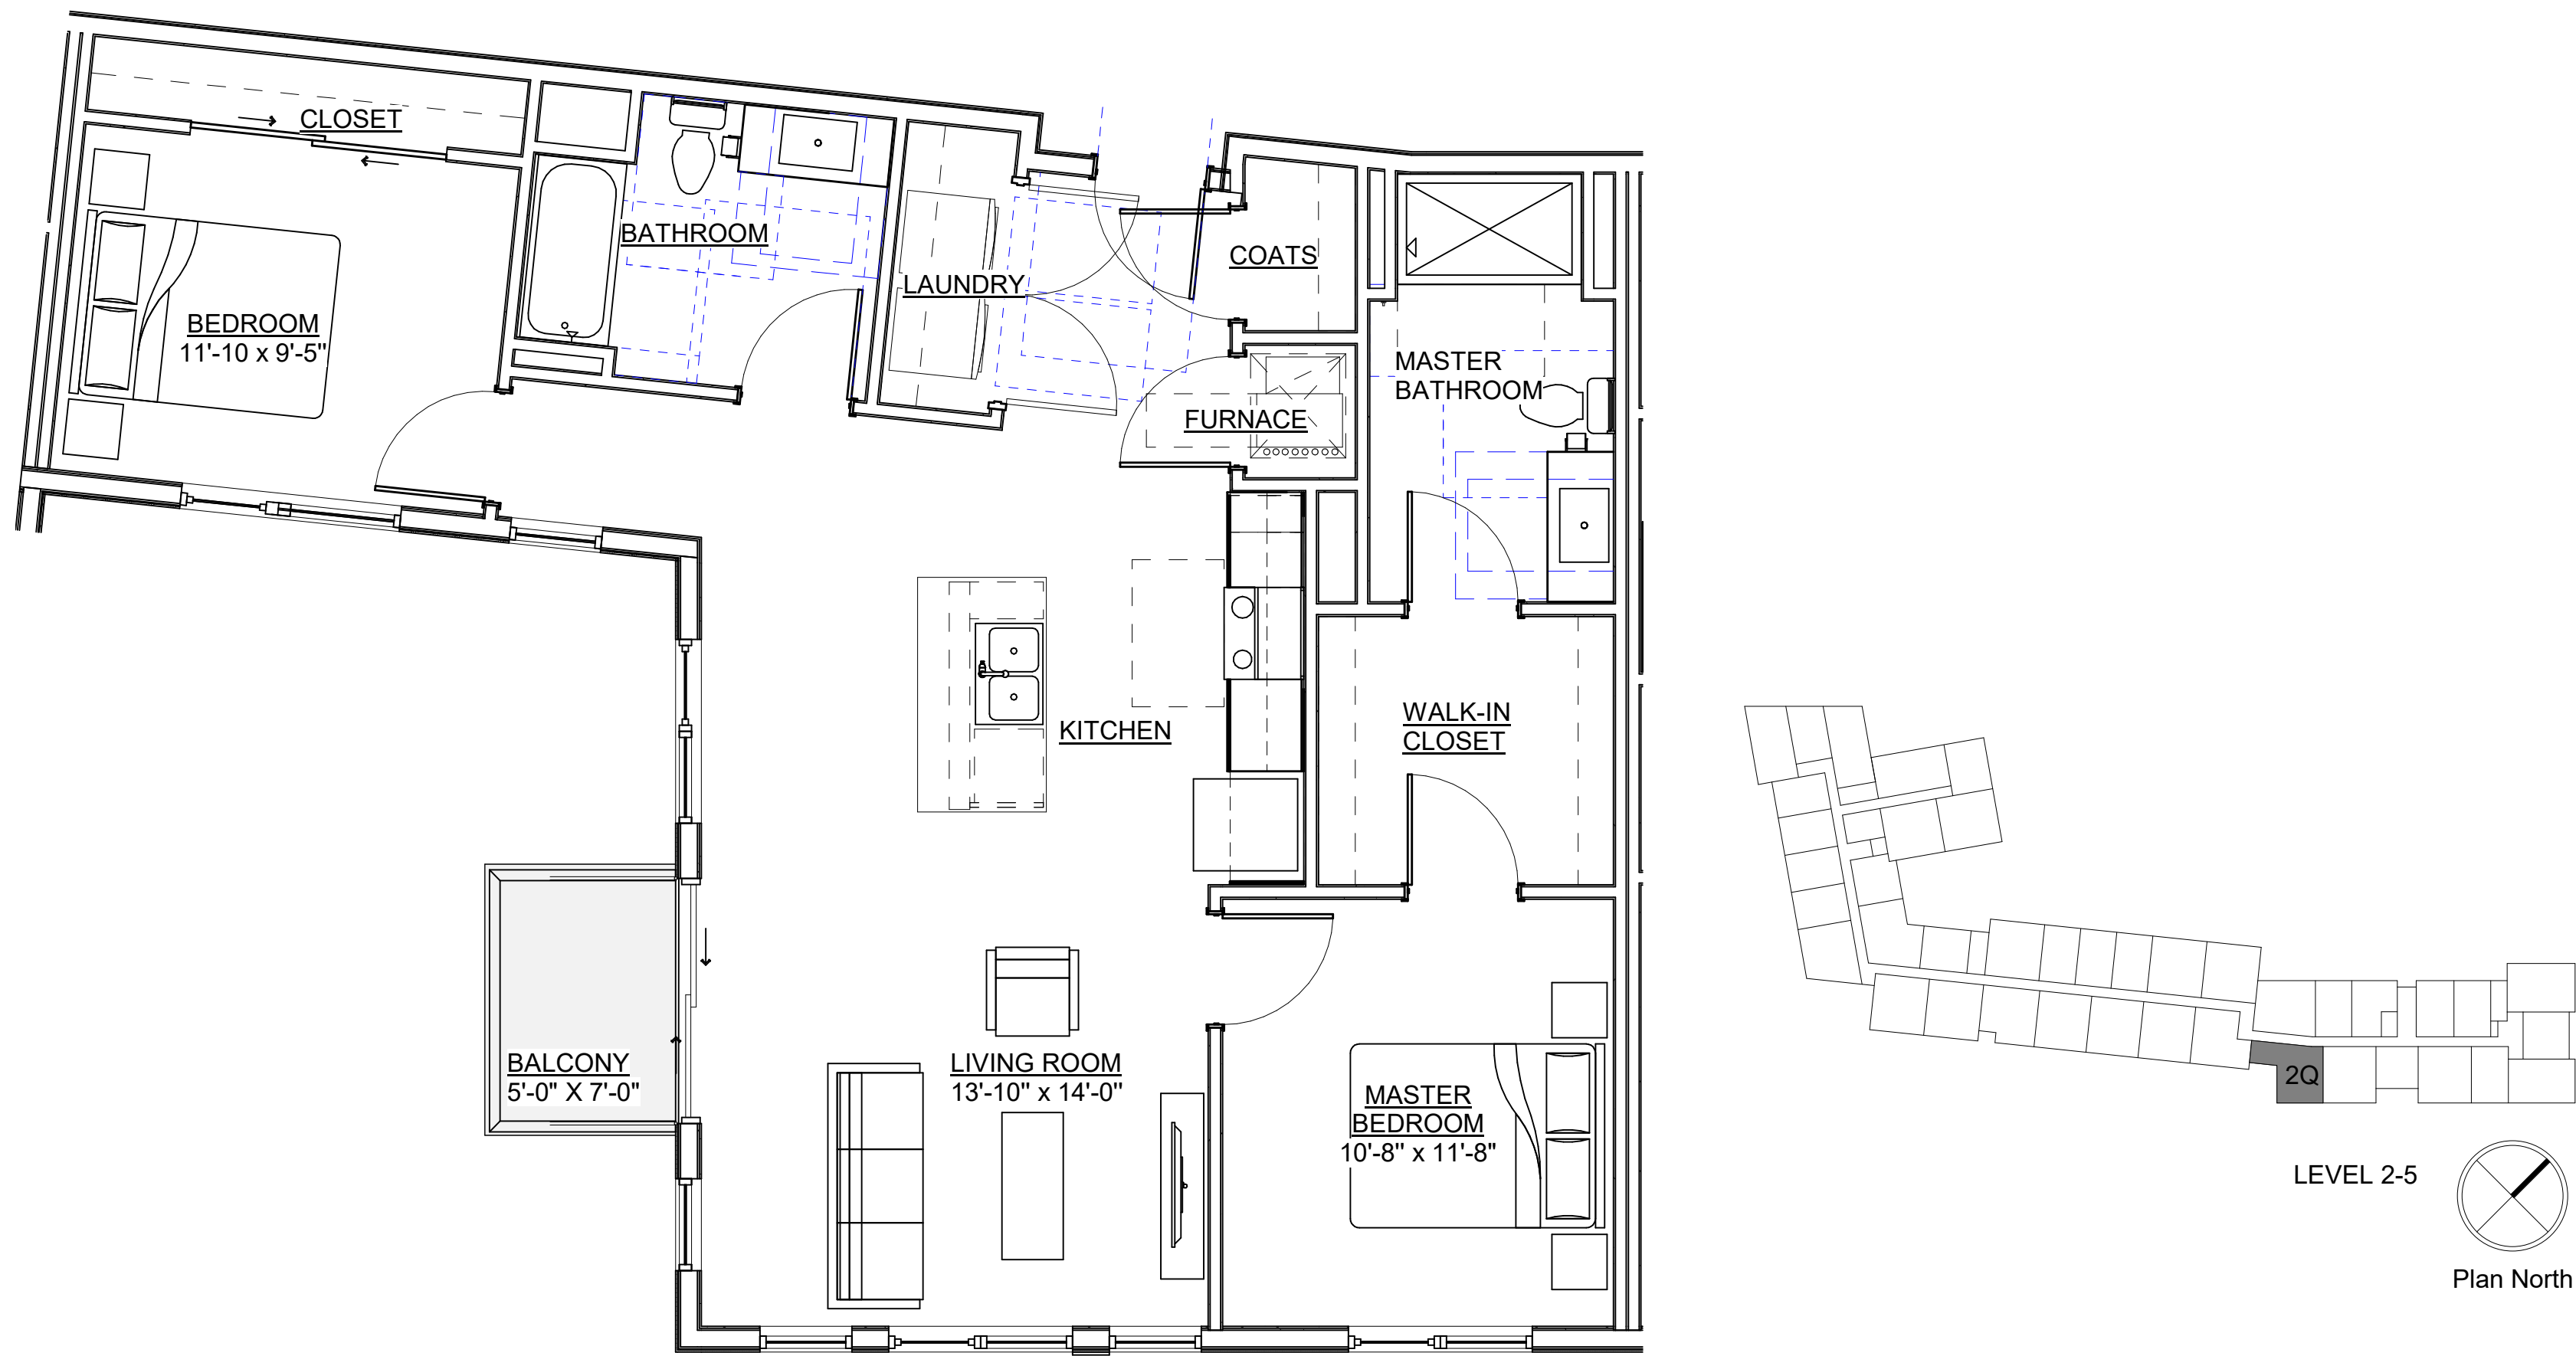 CLOSET
BATHROOM
LAUNDRY
COATS
BEDROOM
11'-10 x 9'-5"
MASTER
BATHROOM
FURNACE
KITCHEN
WALK-IN
CLOSET
BALCONY
5'-0" X 7'-0"
LIVING ROOM
13'-10" x 14'-0"
MASTER
BEDROOM
10'-8" x 11'-8"
2Q
LEVEL 2-5
Plan North